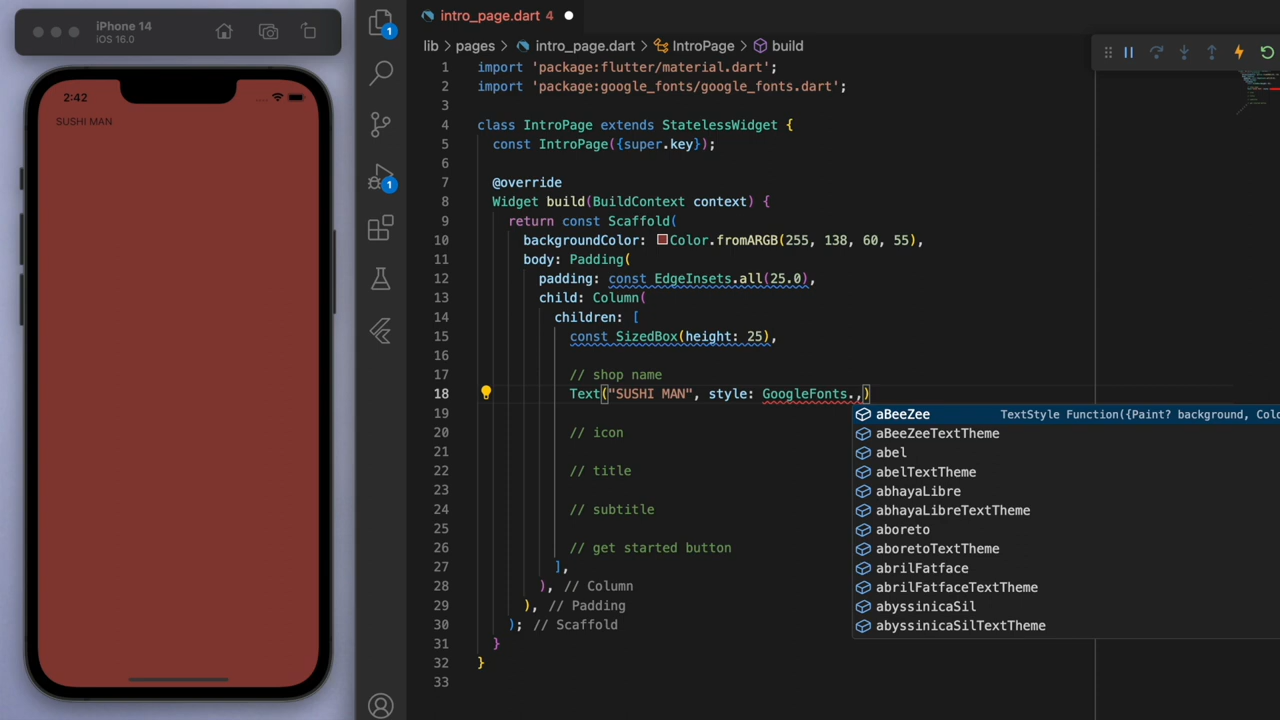 iPhone 14
iOS 16.0
2:42
SUSHI MAN
1
1
intro_page.dart 4
lib > pages > intro_page.dart > IntroPage > build
1 import 'package:flutter/material.dart';
2 import 'package:google_fonts/google_fonts.dart';
3
4 class IntroPage extends StatelessWidget {
5 const IntroPage({super.key});
6
7 @override
8 Widget build(BuildContext context) {
9 return const Scaffold(
10 backgroundColor: Color.fromARGB(255, 138, 60, 55),
11 body: Padding(
12 padding: const EdgeInsets.all(25.0),
13 child: Column(
14 children: [
15 const SizedBox(height: 25),
16
17 // shop name
18 Text("SUSHI MAN", style: GoogleFonts.,)
19
20 // icon
21
22 // title
23
24 // subtitle
25
26 // get started button
27 ],
28 ), // Column
29 ), // Padding
30 ); // Scaffold
31 }
32 }
33
aBeeZee TextStyle Function({Paint? background, Colo
aBeeZeeTextTheme
abel
abelTextTheme
abhayaLibre
abhayaLibreTextTheme
aboreto
aboretoTextTheme
abrilFatface
abrilFatfaceTextTheme
abyssinicaSil
abyssinicaSilTextTheme